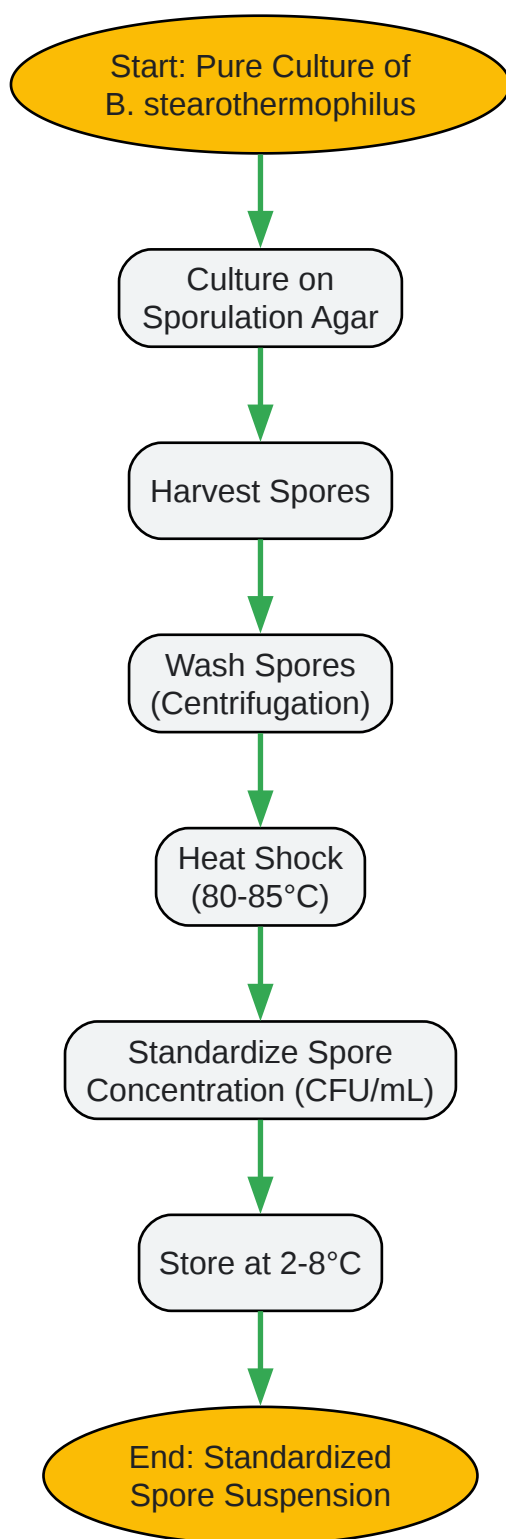 Start: Pure Culture of
B. stearothermophilus
Culture on
Sporulation Agar
Harvest Spores
Wash Spores
(Centrifugation)
Heat Shock
(80-85°C)
Standardize Spore
Concentration (CFU/mL)
Store at 2-8°C
End: Standardized
Spore Suspension